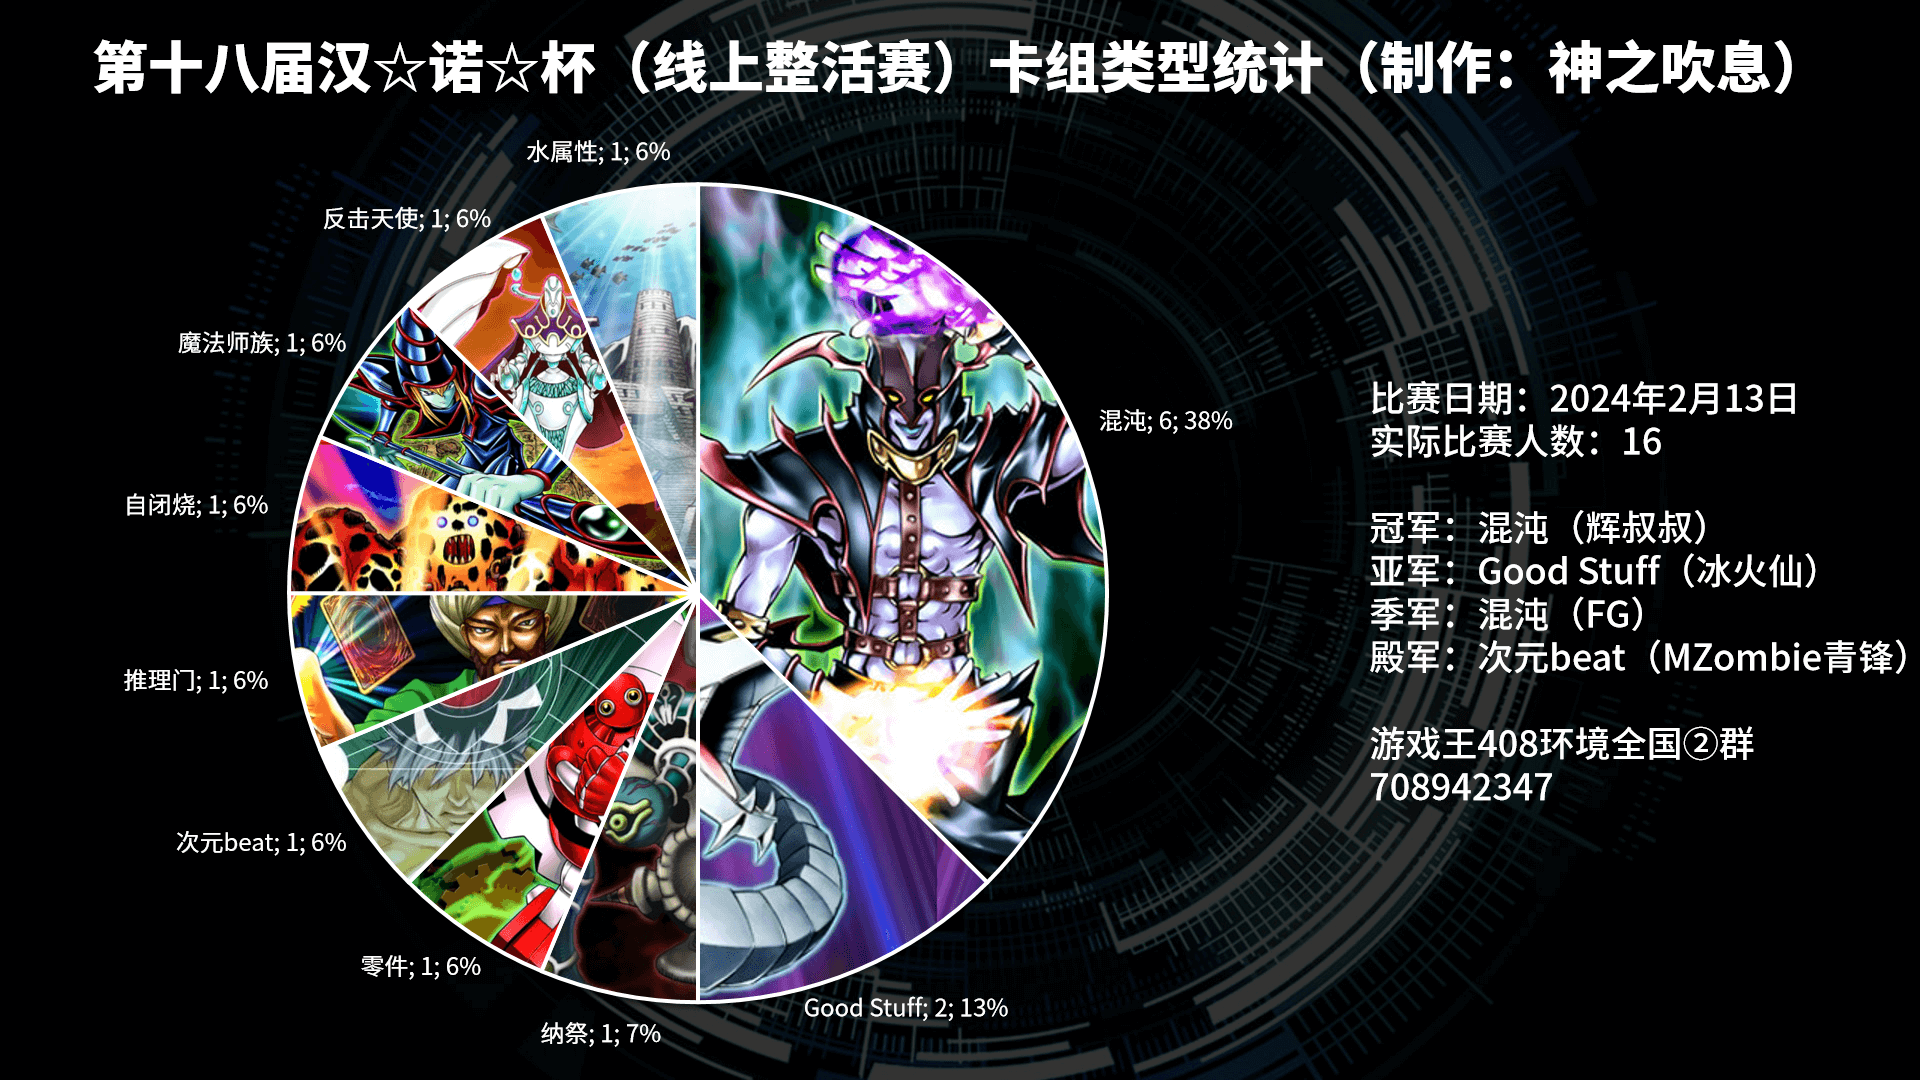 第十八届汉☆诺☆杯（线上整活赛）卡组类型统计（制作：神之吹息）
水属性; 1; 6%
反击天使; 1; 6%
魔法师族; 1; 6%
自闭烧; 1; 6%
推理门; 1; 6%
次元beat; 1; 6%
零件; 1; 6%
纳祭; 1; 7%
Good Stuff; 2; 13%
混沌; 6; 38%
比赛日期：2024年2月13日
实际比赛人数：16
冠军：混沌（辉叔叔）
亚军：Good Stuff（冰火仙）
季军：混沌（FG）
殿军：次元beat（MZombie青锋）
游戏王408环境全国②群
708942347